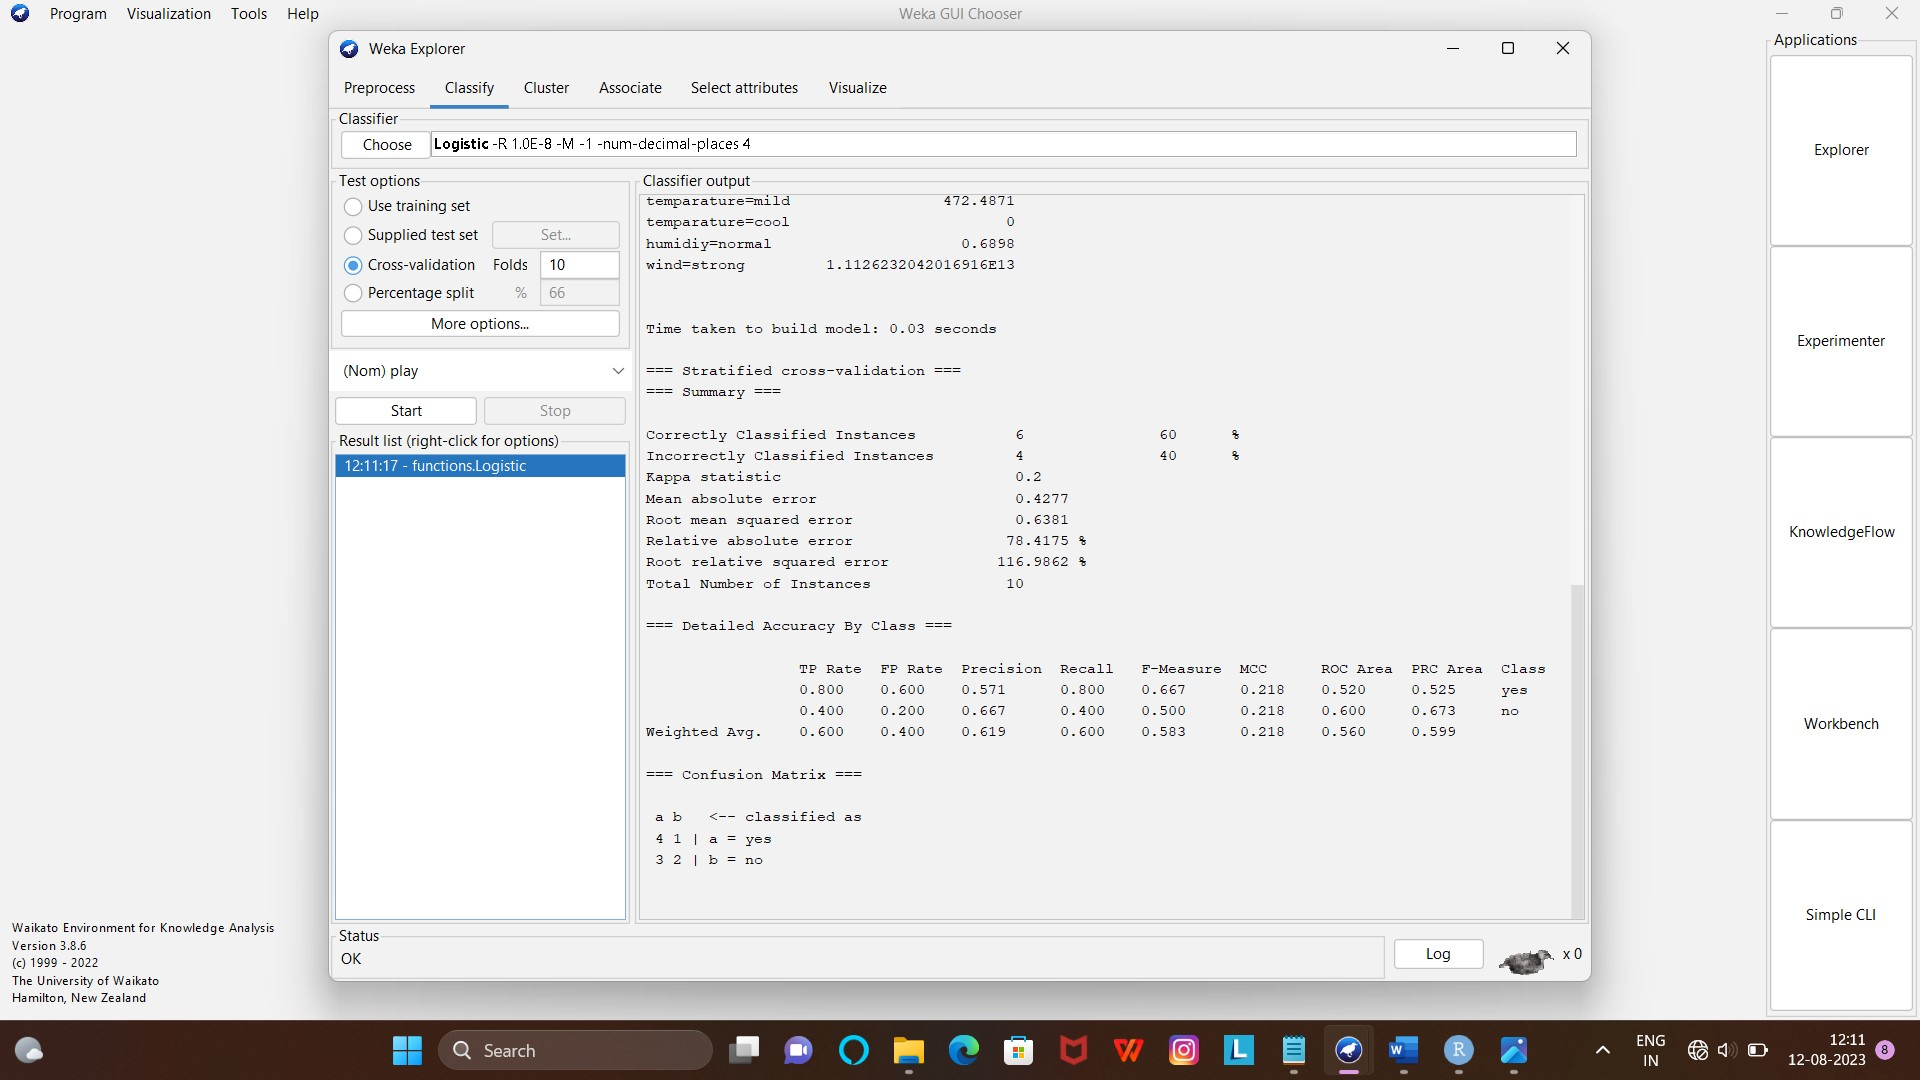 Program Visualization Tools Help Weka GUI Chooser
Applications
Weka Explorer
Preprocess Classify Cluster Associate Select attributes Visualize
Classifier
Choose Logistic -R 1.0E-8 -M -1 -num-decimal-places 4
Test options
Use training set
Supplied test set Set...
Cross-validation Folds 10
Percentage split % 66
More options...
(Nom) play
Start Stop
Result list (right-click for options)
12:11:17 - functions.Logistic
Classifier output
temparature=mild 472.4871
temparature=cool 0
humidiy=normal 0.6898
wind=strong 1.1126232042016916E13
Time taken to build model: 0.03 seconds
=== Stratified cross-validation ===
=== Summary ===
Correctly Classified Instances 6 60 %
Incorrectly Classified Instances 4 40 %
Kappa statistic 0.2
Mean absolute error 0.4277
Root mean squared error 0.6381
Relative absolute error 78.4175 %
Root relative squared error 116.9862 %
Total Number of Instances 10
=== Detailed Accuracy By Class ===
TP Rate FP Rate Precision Recall F-Measure MCC ROC Area PRC Area Class
0.800 0.600 0.571 0.800 0.667 0.218 0.520 0.525 yes
0.400 0.200 0.667 0.400 0.500 0.218 0.600 0.673 no
Weighted Avg. 0.600 0.400 0.619 0.600 0.583 0.218 0.560 0.599
=== Confusion Matrix ===
a b <-- classified as
4 1 | a = yes
3 2 | b = no
Status
OK
Log x 0
Explorer
Experimenter
KnowledgeFlow
Workbench
Simple CLI
Waikato Environment for Knowledge Analysis
Version 3.8.6
(c) 1999 - 2022
The University of Waikato
Hamilton, New Zealand
Search
L
W
R
ENG
IN
12:11
12-08-2023
8